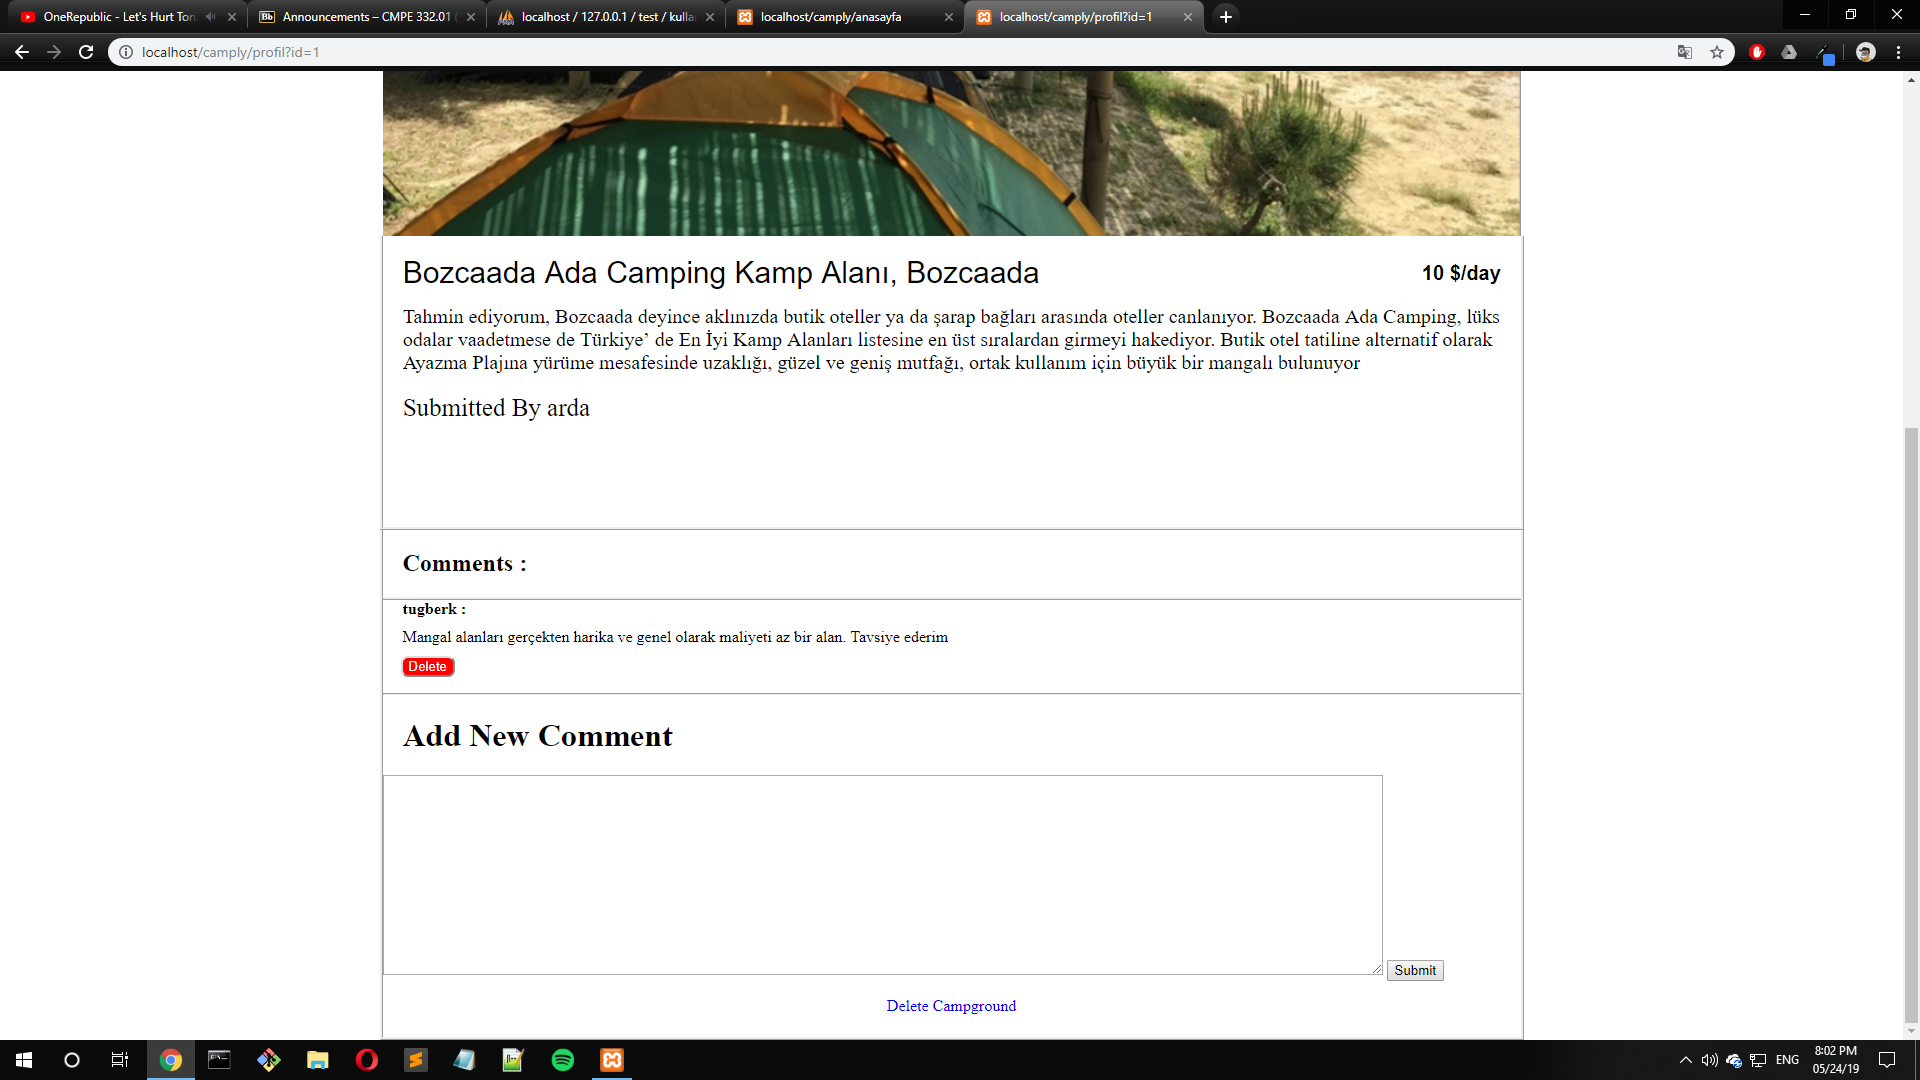 OneRepublic - Let's Hurt Ton
Announcements – CMPE 332.01 (
localhost / 127.0.0.1 / test / kulla
localhost/camply/anasayfa
localhost/camply/profil?id=1
localhost/camply/profil?id=1
Bozcaada Ada Camping Kamp Alanı, Bozcaada
10 $/day
Tahmin ediyorum, Bozcaada deyince aklınızda butik oteller ya da şarap bağları arasında oteller canlanıyor. Bozcaada Ada Camping, lüks
odalar vaadetmese de Türkiye’ de En İyi Kamp Alanları listesine en üst sıralardan girmeyi hakediyor. Butik otel tatiline alternatif olarak
Ayazma Plajına yürüme mesafesinde uzaklığı, güzel ve geniş mutfağı, ortak kullanım için büyük bir mangalı bulunuyor
Submitted By arda
Comments :
tugberk :
Mangal alanları gerçekten harika ve genel olarak maliyeti az bir alan. Tavsiye ederim
Delete
Add New Comment
Submit
Delete Campground
ENG
8:02 PM
05/24/19